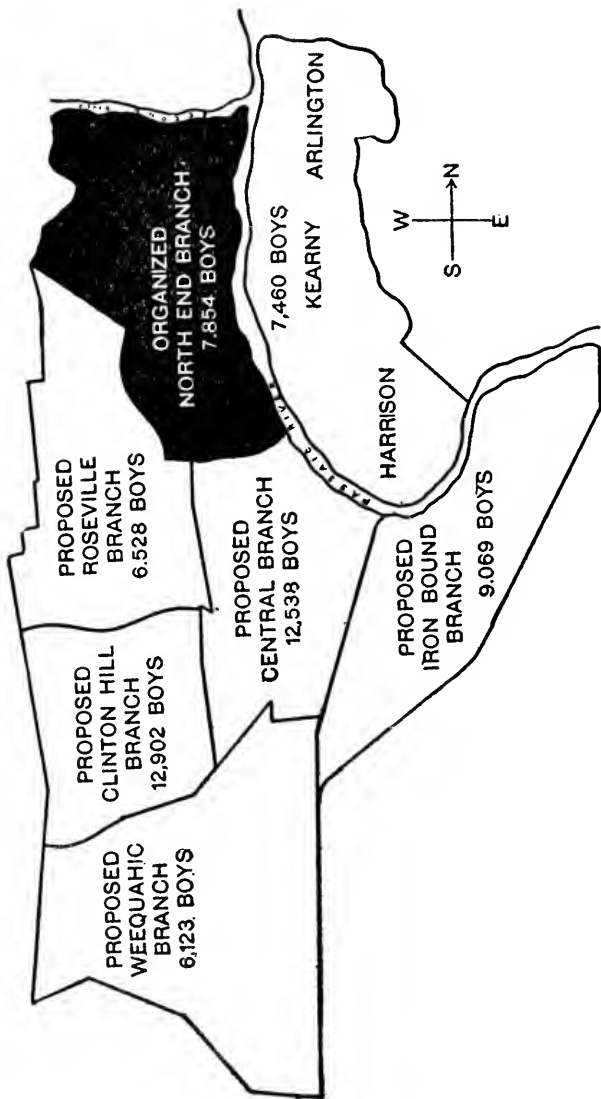 PROPOSED
WEEQUAHIC
BRANCH
6,123. BOYS
PROPOSED
CLINTON HILL
BRANCH
12,902 BOYS
PROPOSED
ROSEVILLE
BRANCH
6.528 BOYS
ORGANIZED
NORTH END BRANCH
7.854 BOYS
PROPOSED
CENTRAL BRANCH
12,538 BOYS
PROPOSED
IRON BOUND
BRANCH
9.069 BOYS
PASSAIC RIVER
HARRISON
7,460 BOYS
KEARNY ARLINGTON
W
S N
E